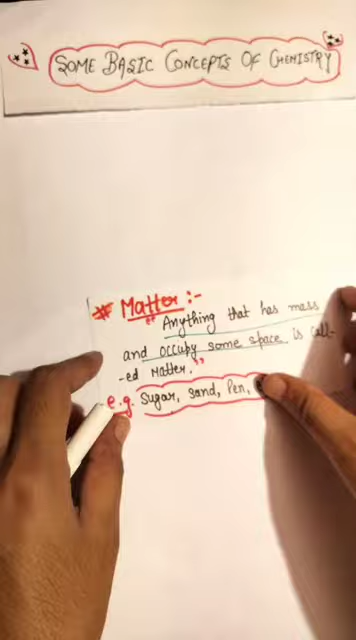 SOME BASIC CONCEPTS OF CHEMISTRY
# Matter :-
" Anything that has mass
and occupy some space is call-
-ed Matter. "
e.g. Sugar, Sand, Pen,